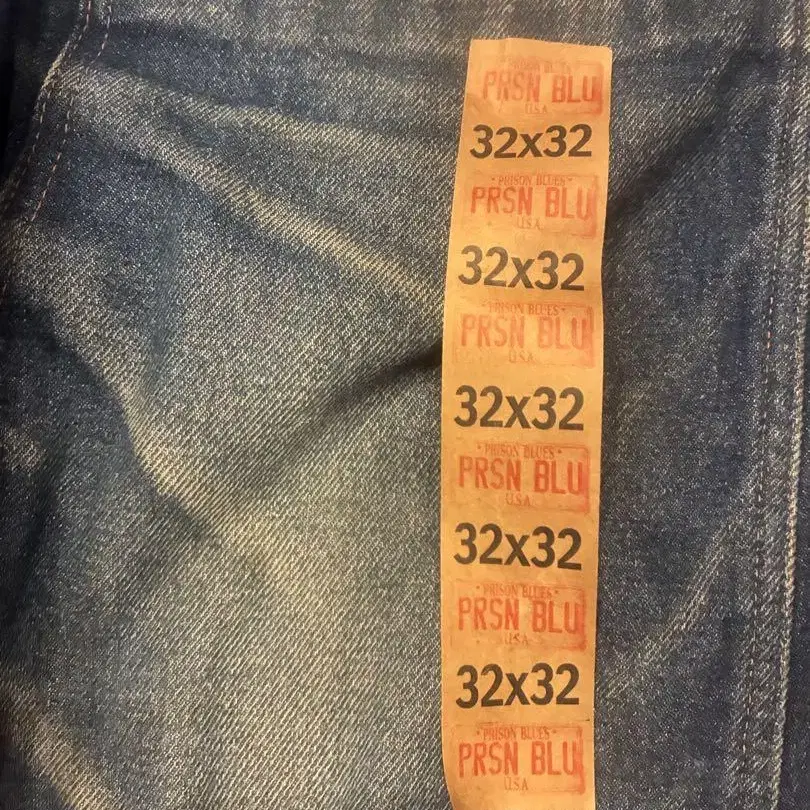 PRISON BLUES
PRSN BLU
USA
32x32
• PRISON BLUES •
PRSN BLU
USA
32x32
• PRISON BLUES •
PRSN BLU
USA
32x32
• PRISON BLUES •
PRSN BLU
USA
32x32
• PRISON BLUES •
PRSN BLU
USA
32x32
• PRISON BLUES •
PRSN BLU
USA